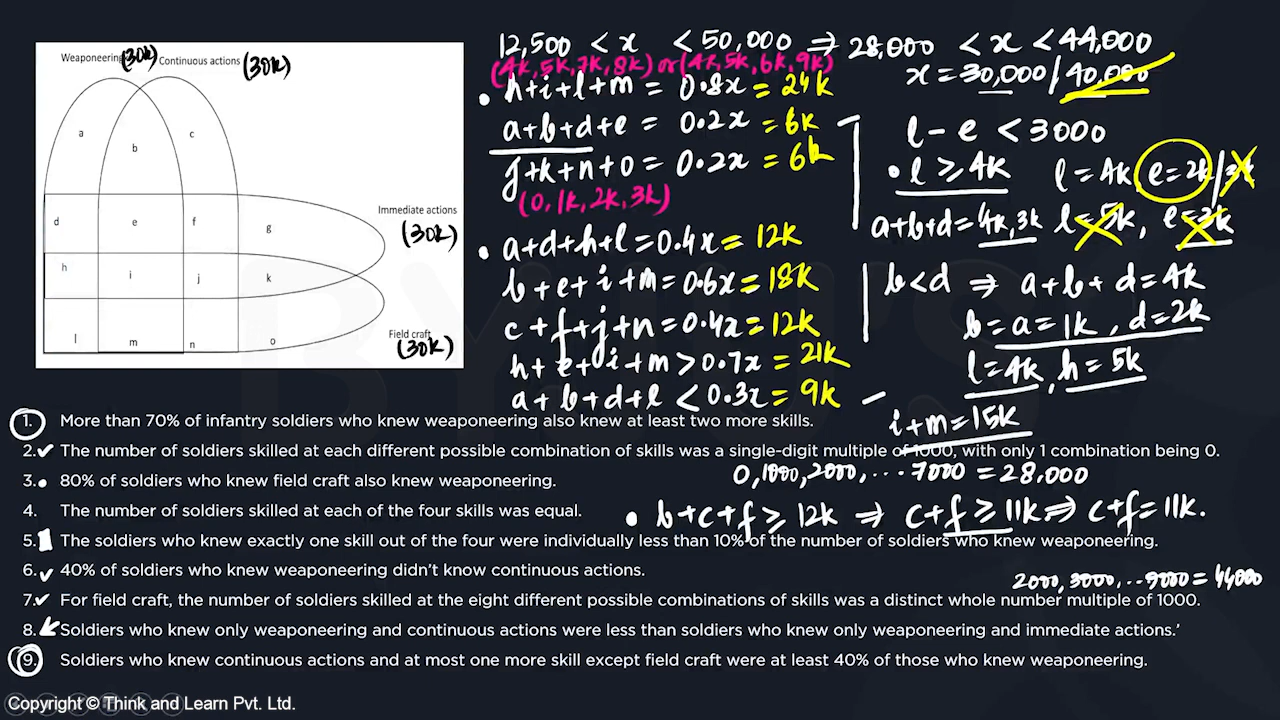 Weaponeering (30k) Continuous actions (30k)
a
b
c
d
e
f
g
h
i
j
k
l
m
n
o
Immediate actions
(30k)
Field craft
(30k)
12,500 < x < 50,000 ⇒ 28,000 < x < 44,000
(4k,5k,7k,8k) or (4k,5k,6k,9k)
x = 30,000/40,000
• h+i+l+m = 0.8x = 24k
a+b+d+e = 0.2x = 6k
j+k+n+o = 0.2x = 6k
(0,1k,2k,3k)
• a+d+h+l = 0.4x = 12k
b+e+i+m = 0.6x = 18k
c+f+j+n = 0.4x = 12k
h+e+i+m > 0.7x = 21k
a+b+d+l < 0.3x = 9k
l-e < 3000
• l ≥ 4k l = 4k, e = 2k/3k
a+b+d = 4k,3k l = 5k, e = 3k
b<d ⇒ a+b+d = 4k
b = a = 1k, d = 2k
l = 4k, h = 5k
i+m = 15k
0,1000,2000,...7000 = 28,000
• b+c+f ≥ 12k ⇒ c+f ≥ 11k ⇒ c+f = 11k.
2000,3000,..9000 = 44000
1. More than 70% of infantry soldiers who knew weaponeering also knew at least two more skills.
2. The number of soldiers skilled at each different possible combination of skills was a single-digit multiple of 1000, with only 1 combination being 0.
3. 80% of soldiers who knew field craft also knew weaponeering.
4. The number of soldiers skilled at each of the four skills was equal.
5. The soldiers who knew exactly one skill out of the four were individually less than 10% of the number of soldiers who knew weaponeering.
6. 40% of soldiers who knew weaponeering didn't know continuous actions.
7. For field craft, the number of soldiers skilled at the eight different possible combinations of skills was a distinct whole number multiple of 1000.
8. Soldiers who knew only weaponeering and continuous actions were less than soldiers who knew only weaponeering and immediate actions.'
9. Soldiers who knew continuous actions and at most one more skill except field craft were at least 40% of those who knew weaponeering.
Copyright © Think and Learn Pvt. Ltd.